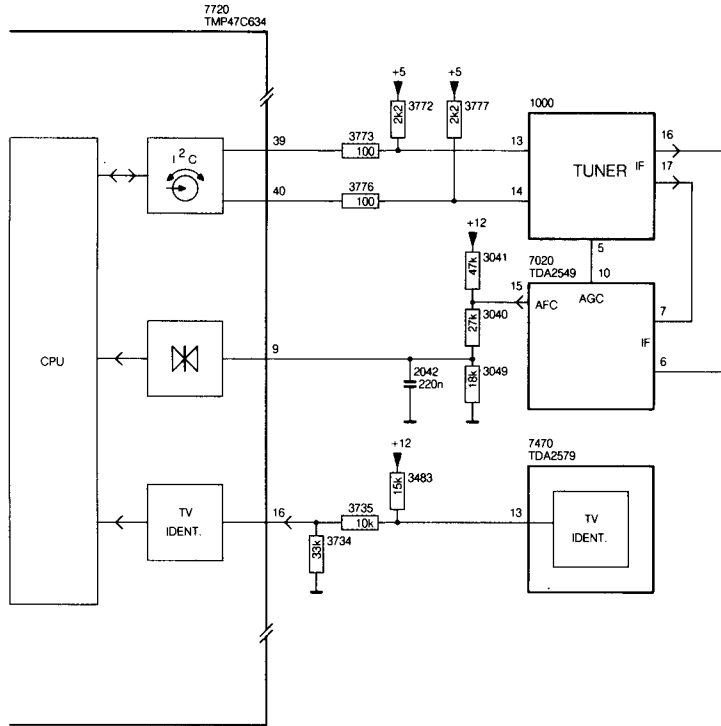 7720
TMP47C634
+5
+5
2k2
3772
2k2
3777
1000
I²C
39
3773
100
13
TUNER
IF
16
17
40
3776
100
14
+12
5
47k
3041
7020
TDA2549
15
10
AFC
AGC
27k
3040
7
IF
CPU
9
2042
220n
18k
3049
6
+12
7470
TDA2579
15k
3483
TV
IDENT.
16
3735
10k
13
TV
IDENT.
33k
3734